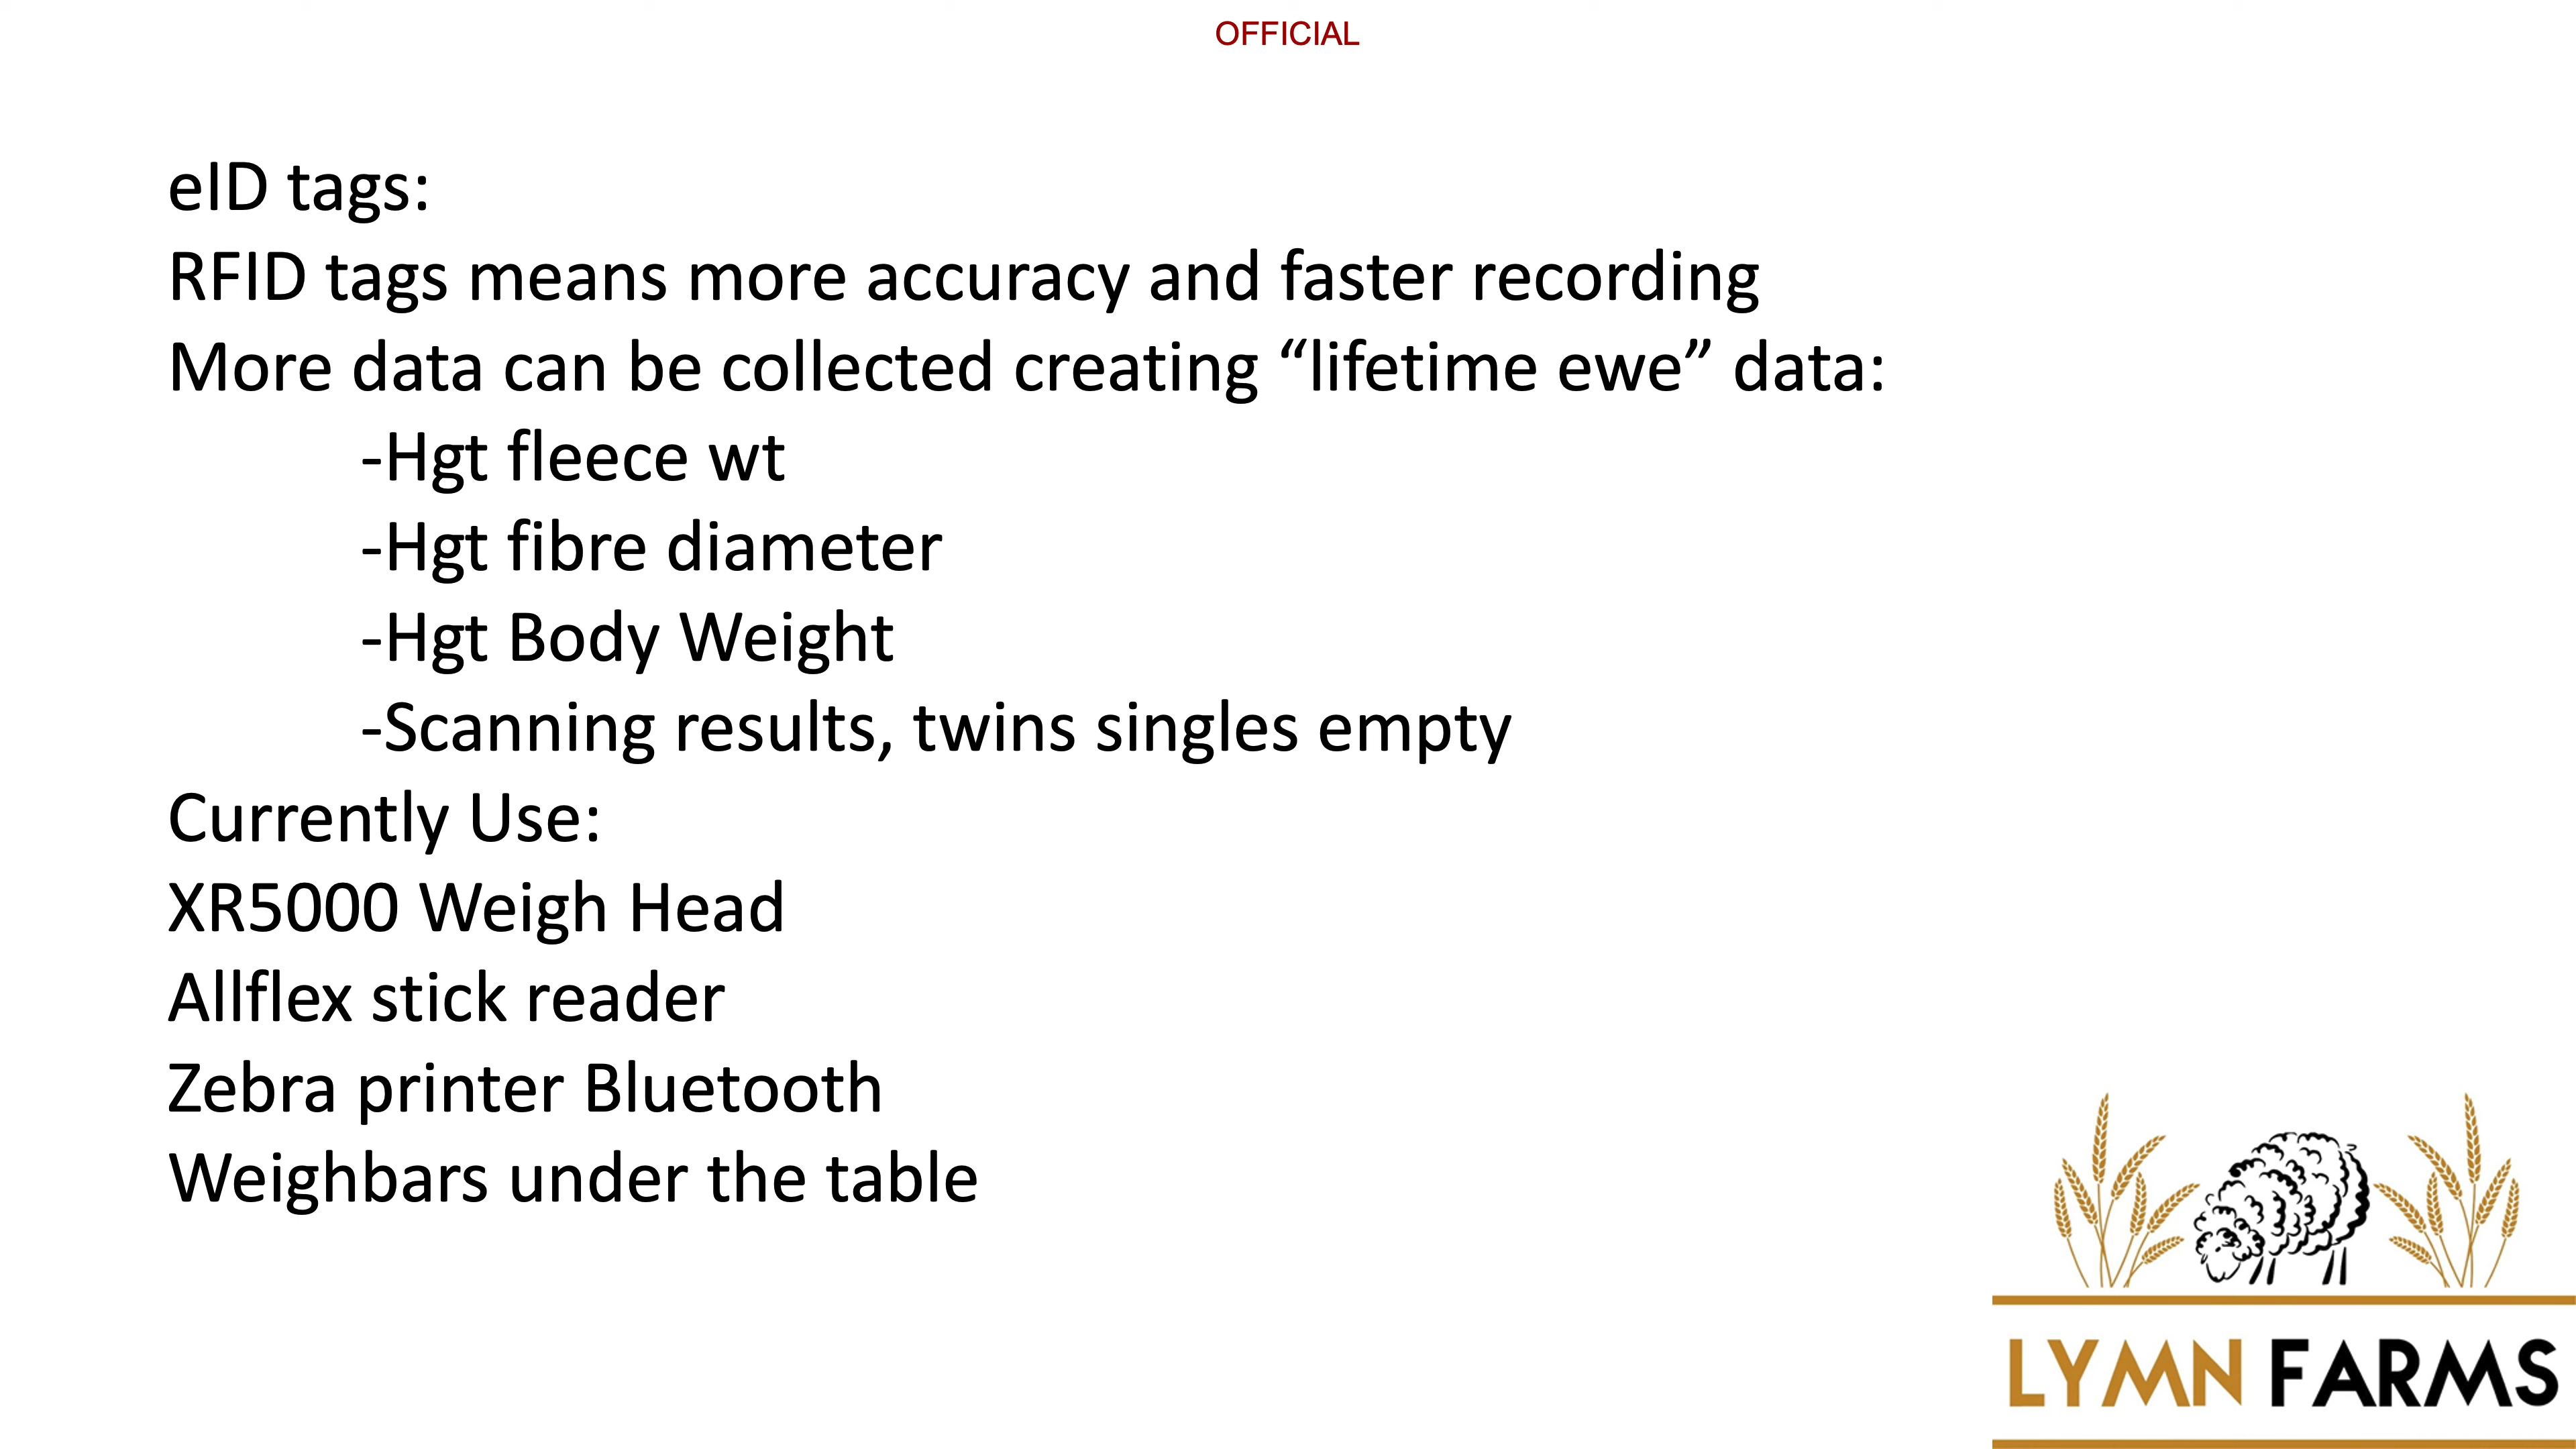 OFFICIAL
eID tags:
RFID tags means more accuracy and faster recording
More data can be collected creating “lifetime ewe” data:
-Hgt fleece wt
-Hgt fibre diameter
-Hgt Body Weight
-Scanning results, twins singles empty
Currently Use:
XR5000 Weigh Head
Allflex stick reader
Zebra printer Bluetooth
Weighbars under the table
LYMN FARMS